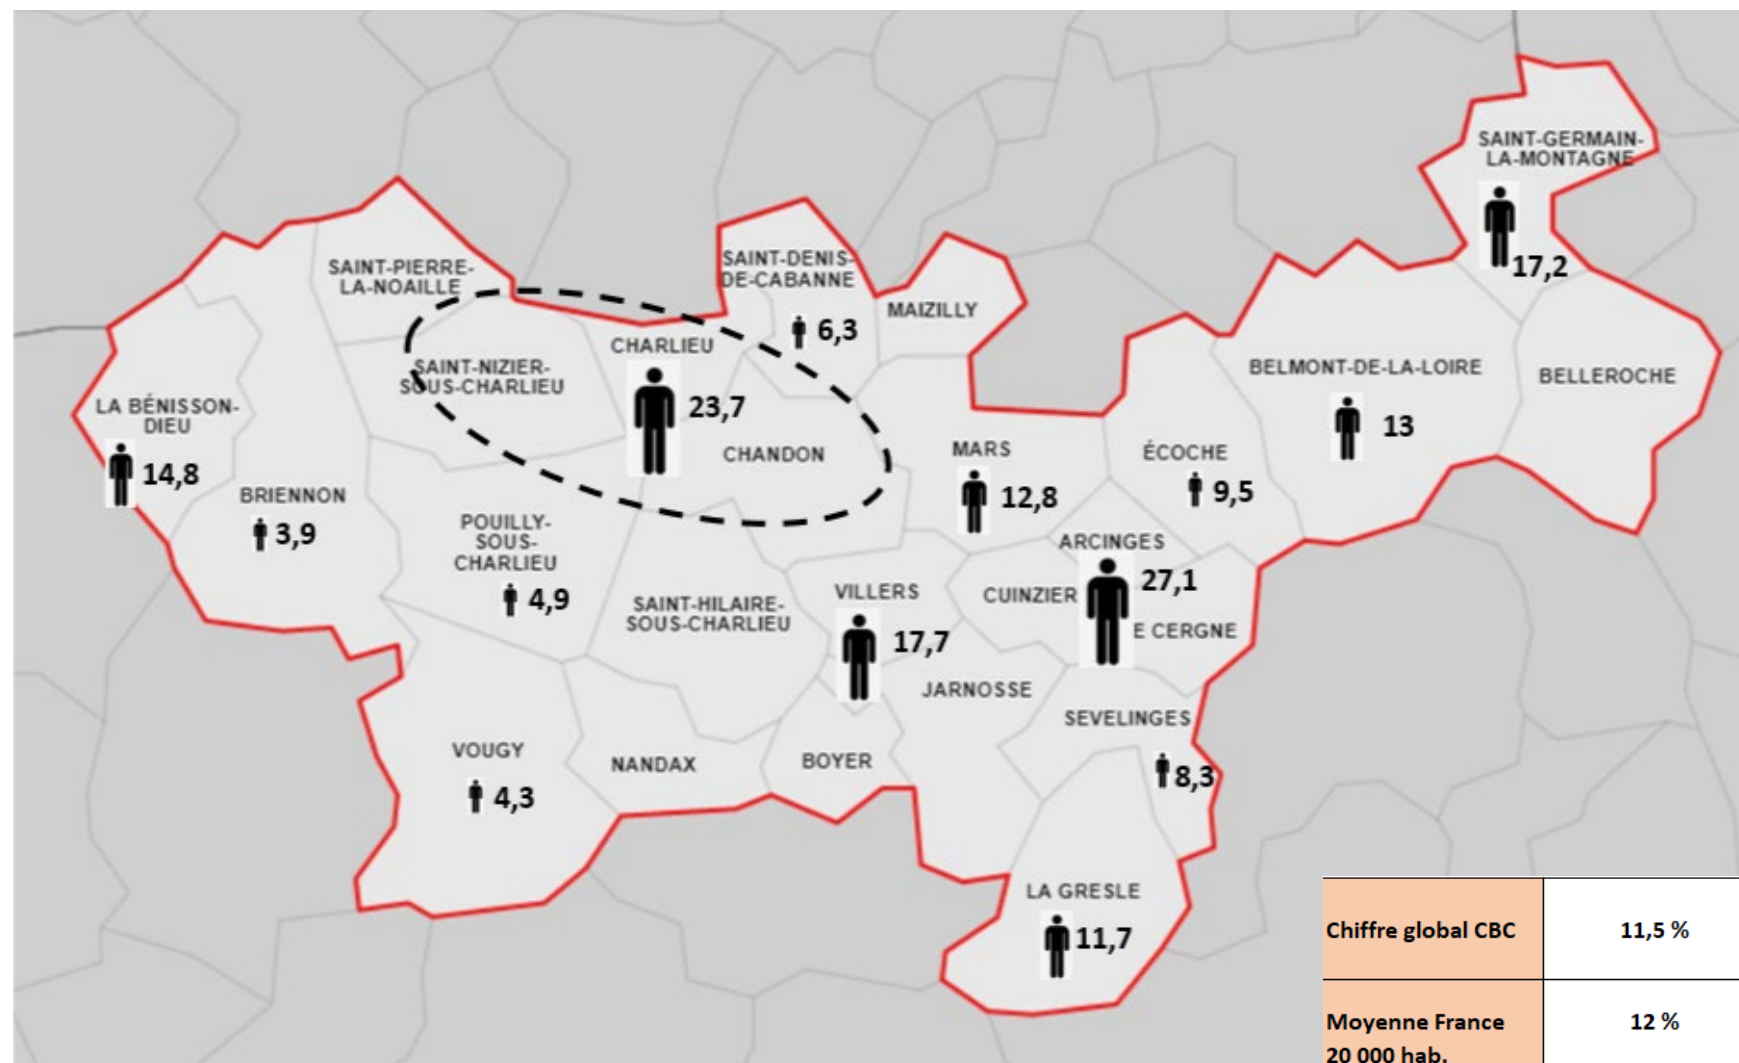 SAINT-GERMAIN-
LA-MONTAGNE
17,2
SAINT-PIERRE-
LA-NOAILLE
SAINT-DENIS-
DE-CABANNE
6,3
MAIZILLY
CHARLIEU
23,7
SAINT-NIZIER-
SOUS-CHARLIEU
BELMONT-DE-LA-LOIRE
13
BELLEROCHE
LA BÉNISSON-
DIEU
14,8
CHANDON
MARS
12,8
ÉCOCHE
9,5
BRIENNON
3,9
POUILLY-
SOUS-
CHARLIEU
4,9
ARCINGES
27,1
SAINT-HILAIRE-
SOUS-CHARLIEU
VILLERS
17,7
CUINZIER
E CERGNE
JARNOSSE
SEVELINGES
8,3
VOUGY
4,3
NANDAX
BOYER
LA GRESLE
11,7
Chiffre global CBC
11,5 %
Moyenne France
20 000 hab.
12 %